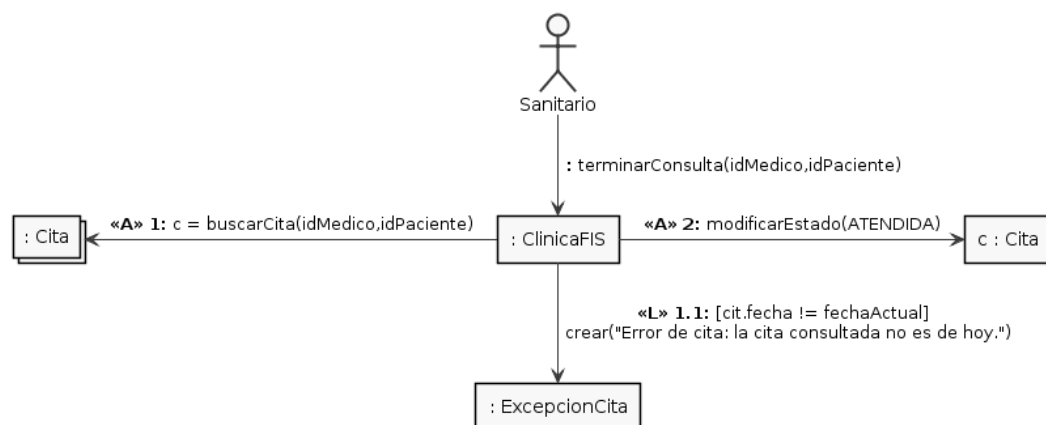 Sanitario
: terminarConsulta(idMedico,idPaciente)
: Cita
«A» 1: c = buscarCita(idMedico,idPaciente)
: ClinicaFIS
«A» 2: modificarEstado(ATENDIDA)
c : Cita
«L» 1.1: [cit.fecha != fechaActual]
crear("Error de cita: la cita consultada no es de hoy.")
: ExcepcionCita